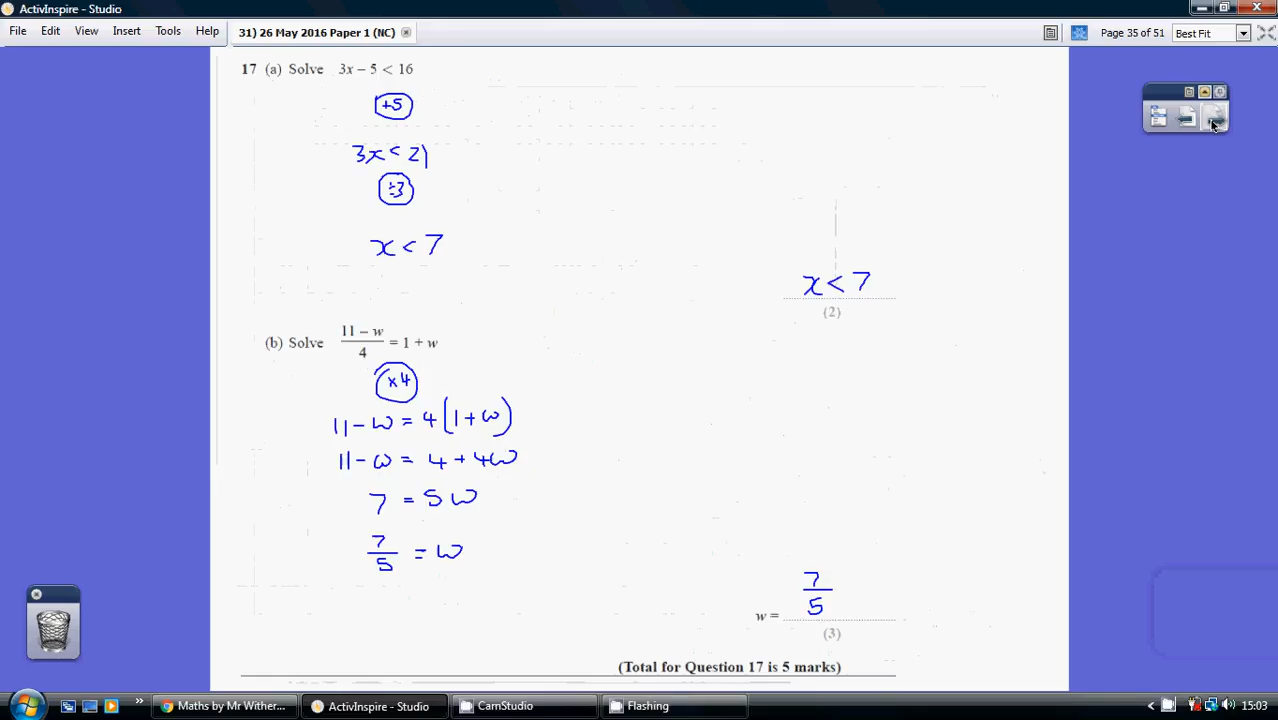 ActivInspire - Studio
File Edit View Insert Tools Help
31) 26 May 2016 Paper 1 (NC)
Page 35 of 51
Best Fit
17 (a) Solve 3x – 5 < 16
+5
3x < 21
÷3
x < 7
x < 7
(2)
(b) Solve (11 – w)/4 = 1 + w
×4
11 – w = 4(1 + w)
11 – w = 4 + 4w
7 = 5w
7/5 = w
w = 7/5
(3)
(Total for Question 17 is 5 marks)
Maths by Mr Wither...
ActivInspire - Studio
CamStudio
Flashing
15:03